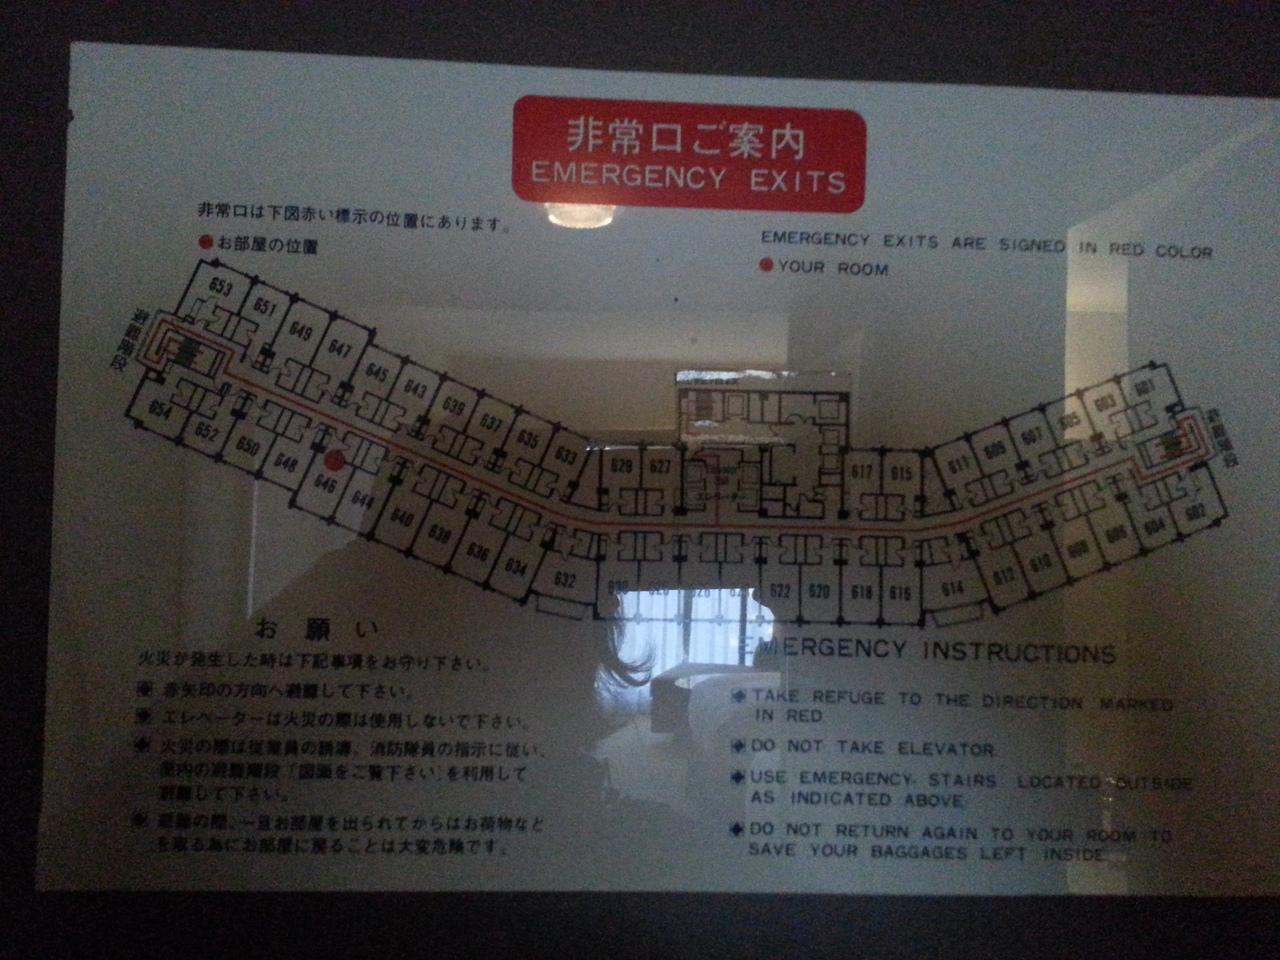 非常口ご案内
EMERGENCY EXITS
非常口は下図赤い標示の位置にあります。
お部屋の位置
EMERGENCY EXITS ARE SIGNED IN RED COLOR
YOUR ROOM
避難階段
653
651
649
647
645
643
639
637
635
633
629
627
エレベーター
617
615
611
609
607
605
603
601
避難階段
654
652
650
648
646
644
640
638
636
634
632
630
622
620
618
616
614
612
610
608
606
604
602
お願い
火災が発生した時は下記事項をお守り下さい。
赤矢印の方向へ避難して下さい。
エレベーターは火災の際は使用しないで下さい。
火災の際は従業員の誘導、消防隊員の指示に従い、
室内の避難階段「図面をご覧下さい」を利用して
避難して下さい。
避難の際、一旦お部屋を出られてからはお荷物など
を取る為にお部屋に戻ることは大変危険です。
EMERGENCY INSTRUCTIONS
TAKE REFUGE TO THE DIRECTION MARKED
IN RED
DO NOT TAKE ELEVATOR
USE EMERGENCY STAIRS LOCATED OUTSIDE
AS INDICATED ABOVE
DO NOT RETURN AGAIN TO YOUR ROOM TO
SAVE YOUR BAGGAGES LEFT INSIDE